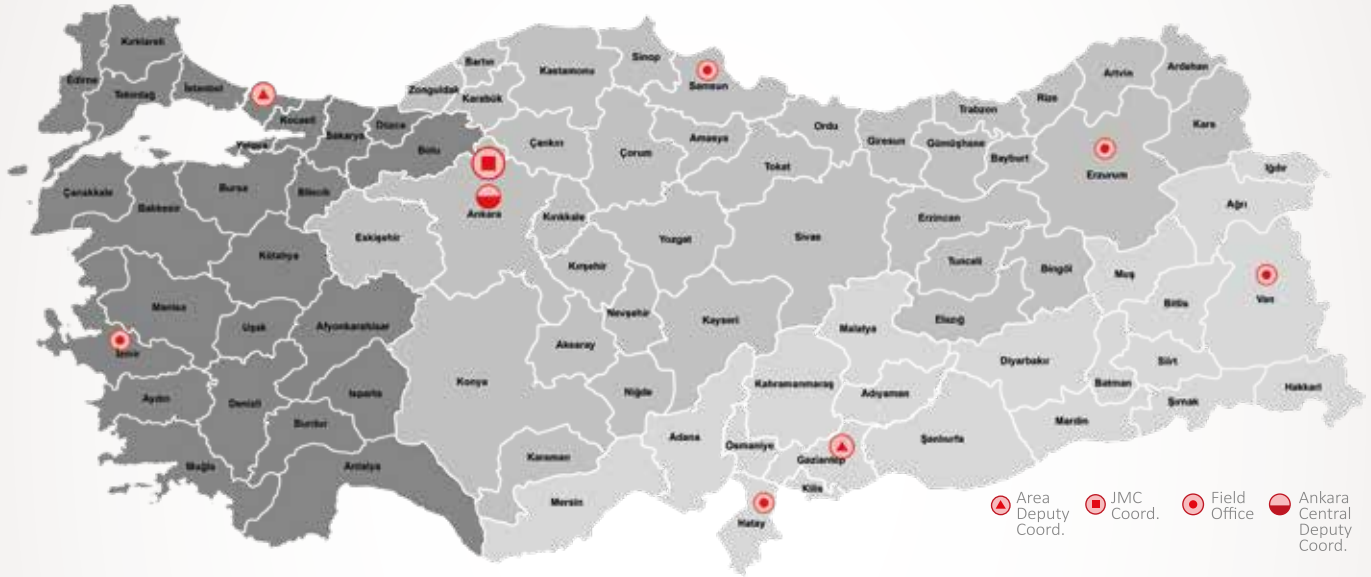 Kırklareli
Edirne
Tekirdağ
İstanbul
Kocaeli
Yalova
Sakarya
Düzce
Bolu
Zonguldak
Bartın
Karabük
Kastamonu
Sinop
Samsun
Çankırı
Çorum
Amasya
Tokat
Ordu
Giresun
Gümüşhane
Trabzon
Bayburt
Rize
Artvin
Ardahan
Kars
Erzurum
Iğdır
Ağrı
Çanakkale
Balıkesir
Bursa
Bilecik
Kütahya
Eskişehir
Ankara
Kırıkkale
Kırşehir
Yozgat
Sivas
Erzincan
Tunceli
Bingöl
Elazığ
Muş
Bitlis
Van
Manisa
İzmir
Uşak
Afyonkarahisar
Konya
Aksaray
Nevşehir
Kayseri
Niğde
Malatya
Diyarbakır
Batman
Siirt
Şırnak
Hakkari
Mardin
Şanlıurfa
Adıyaman
Kahramanmaraş
Osmaniye
Gaziantep
Kilis
Hatay
Adana
Mersin
Karaman
Aydın
Denizli
Burdur
Isparta
Muğla
Antalya
Area
Deputy
Coord.
JMC
Coord.
Field
Office
Ankara
Central
Deputy
Coord.